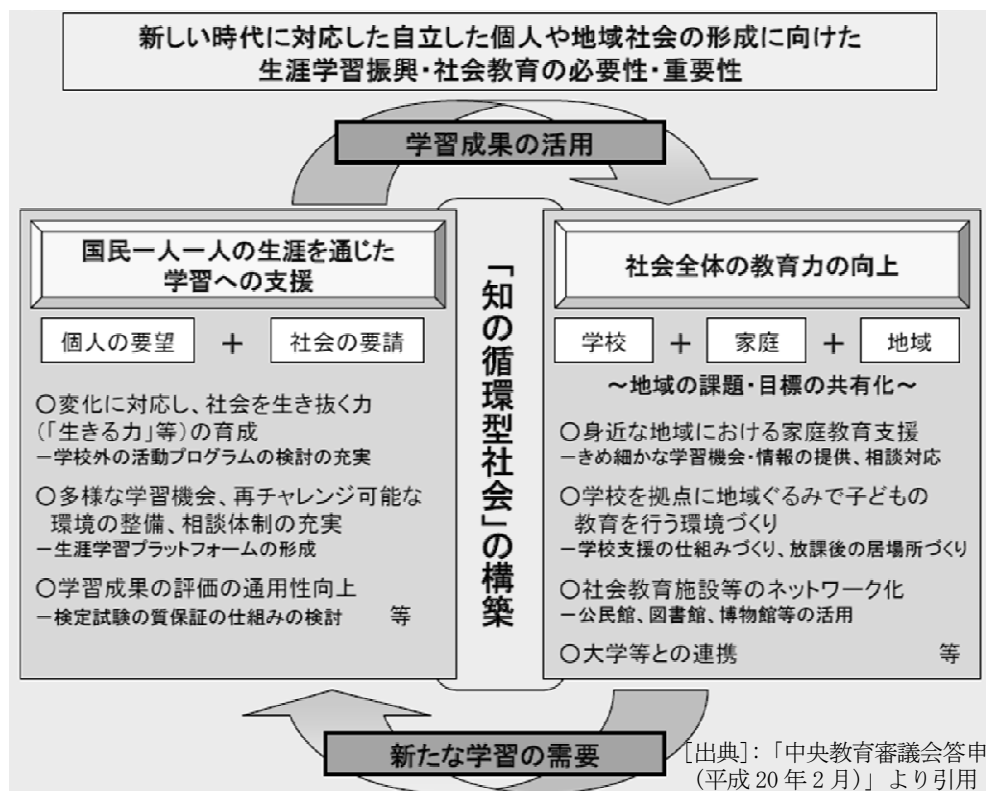 新しい時代に対応した自立した個人や地域社会の形成に向けた
生涯学習振興・社会教育の必要性・重要性
学習成果の活用
国民一人一人の生涯を通じた
学習への支援
個人の要望 + 社会の要請
○変化に対応し、社会を生き抜く力
(「生きる力」等)の育成
－学校外の活動プログラムの検討の充実
○多様な学習機会、再チャレンジ可能な
環境の整備、相談体制の充実
－生涯学習プラットフォームの形成
○学習成果の評価の通用性向上
－検定試験の質保証の仕組みの検討 等
「知の循環型社会」の構築
社会全体の教育力の向上
学校 + 家庭 + 地域
～地域の課題・目標の共有化～
○身近な地域における家庭教育支援
－きめ細かな学習機会・情報の提供、相談対応
○学校を拠点に地域ぐるみで子どもの
教育を行う環境づくり
－学校支援の仕組みづくり、放課後の居場所づくり
○社会教育施設等のネットワーク化
－公民館、図書館、博物館等の活用
○大学等との連携 等
新たな学習の需要
［出典］：「中央教育審議会答申
(平成 20 年 2 月)」より引用